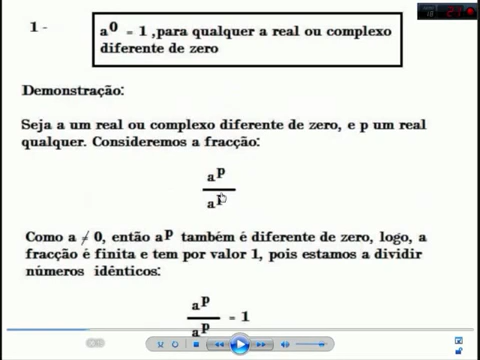 1 -
a⁰ = 1 ,para qualquer a real ou complexo
diferente de zero
Demonstração:
Seja a um real ou complexo diferente de zero, e p um real
qualquer. Consideremos a fracção:
aᵖ
aᵖ
Como a ≠ 0, então aᵖ também é diferente de zero, logo, a
fracção é finita e tem por valor 1, pois estamos a dividir
números idênticos:
aᵖ
= 1
aᵖ